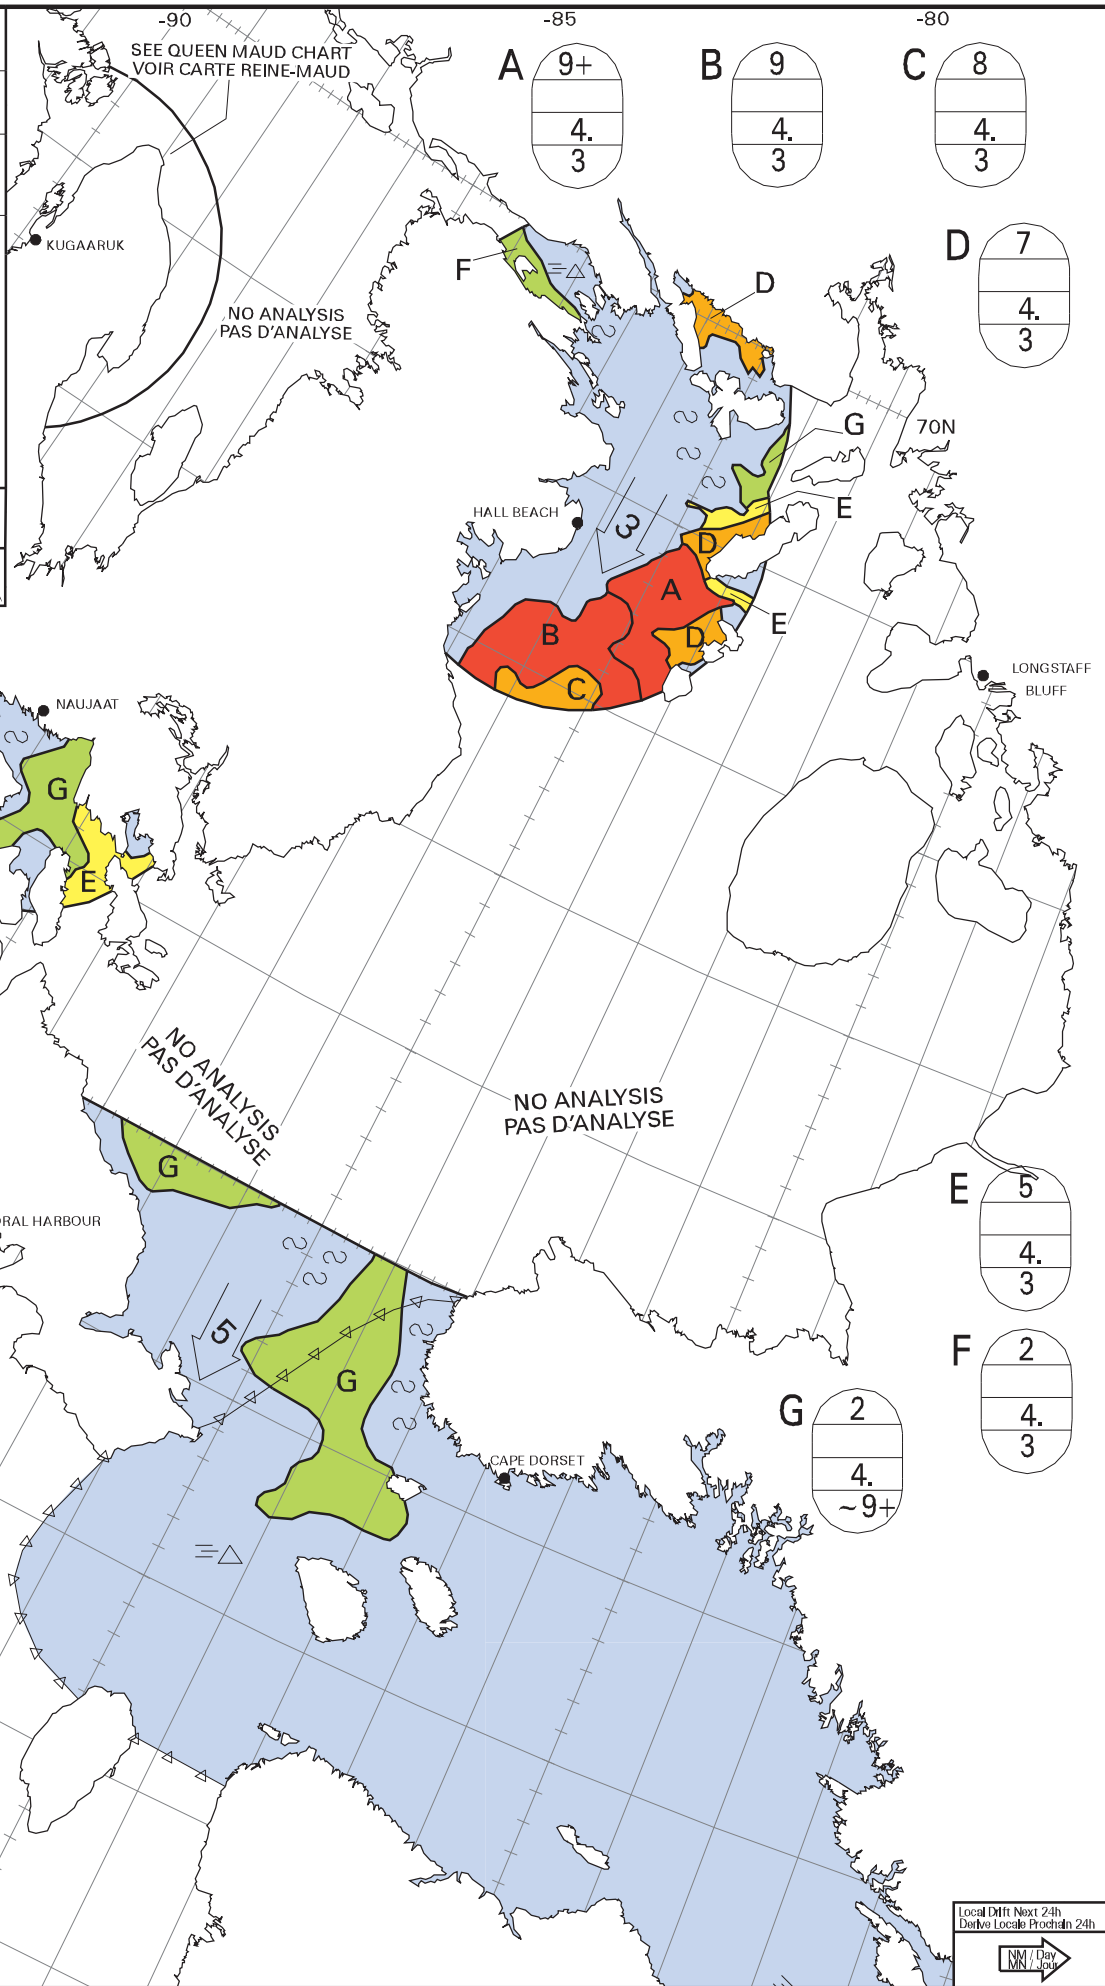 -90
-85
-80
SEE QUEEN MAUD CHART
VOIR CARTE REINE-MAUD
A
9+
4.
3
B
9
4.
3
C
8
4.
3
D
7
4.
3
KUGAARUK
F
D
NO ANALYSIS
PAS D'ANALYSE
G
70N
HALL BEACH
3
E
D
A
E
B
D
C
LONGSTAFF
BLUFF
NAUJAAT
G
E
NO ANALYSIS
PAS D'ANALYSE
NO ANALYSIS
PAS D'ANALYSE
G
E
5
4.
3
RAL HARBOUR
5
G
F
2
4.
3
G
2
4.
~9+
CAPE DORSET
Local Drift Next 24h
Derive Locale Prochain 24h
NM / Day
MN / Jour